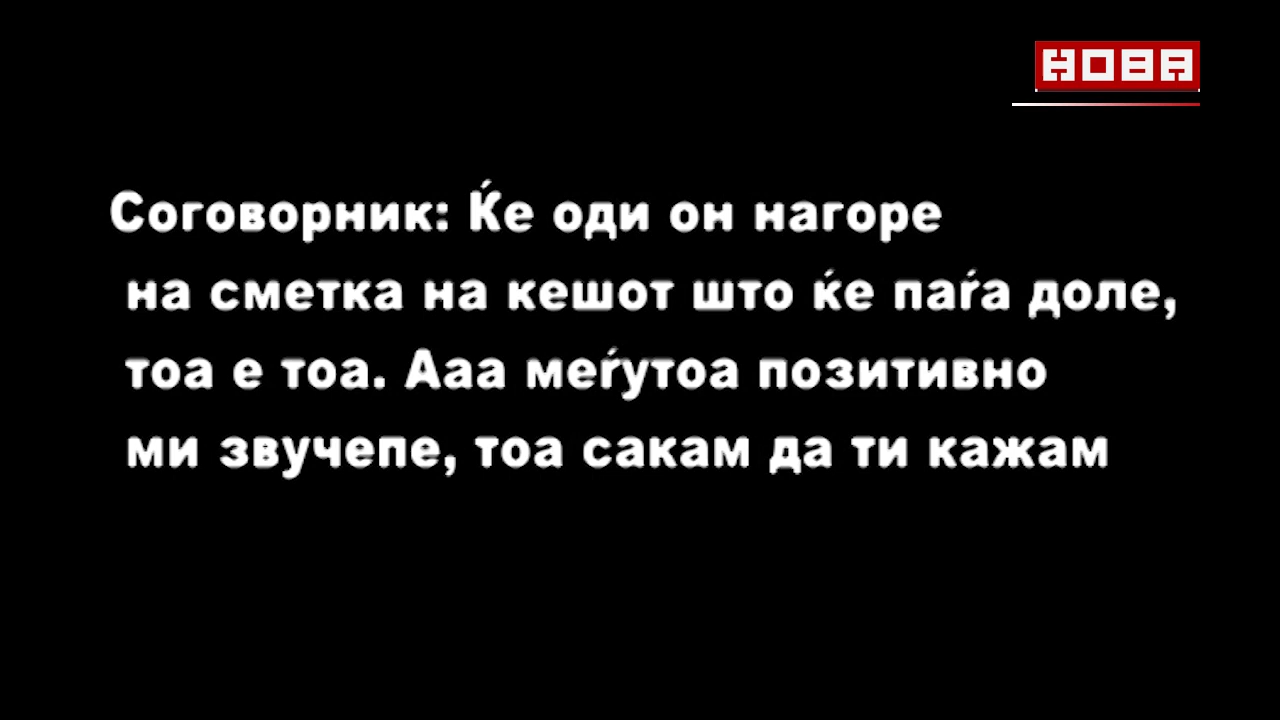 НОВА
Соговорник: Ќе оди он нагоре
на сметка на кешот што ќе паѓа доле,
тоа е тоа. Ааа меѓутоа позитивно
ми звучепе, тоа сакам да ти кажам